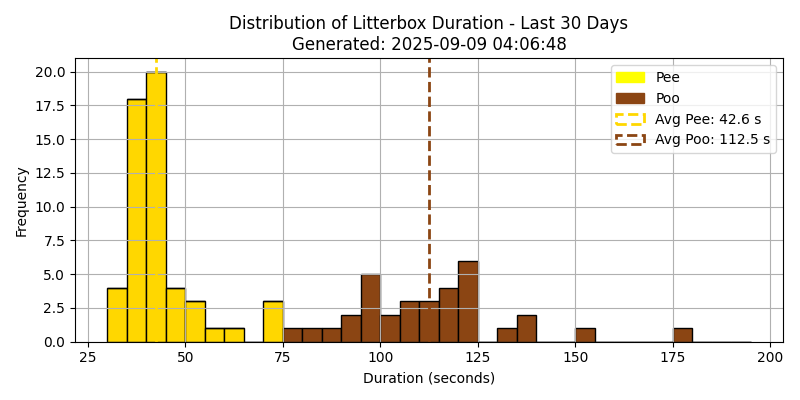 Distribution of Litterbox Duration - Last 30 Days
Generated: 2025-09-09 04:06:48
Pee
Poo
Avg Pee: 42.6 s
Avg Poo: 112.5 s
Frequency
20.0
17.5
15.0
12.5
10.0
7.5
5.0
2.5
0.0
25 50 75 100 125 150 175 200
Duration (seconds)